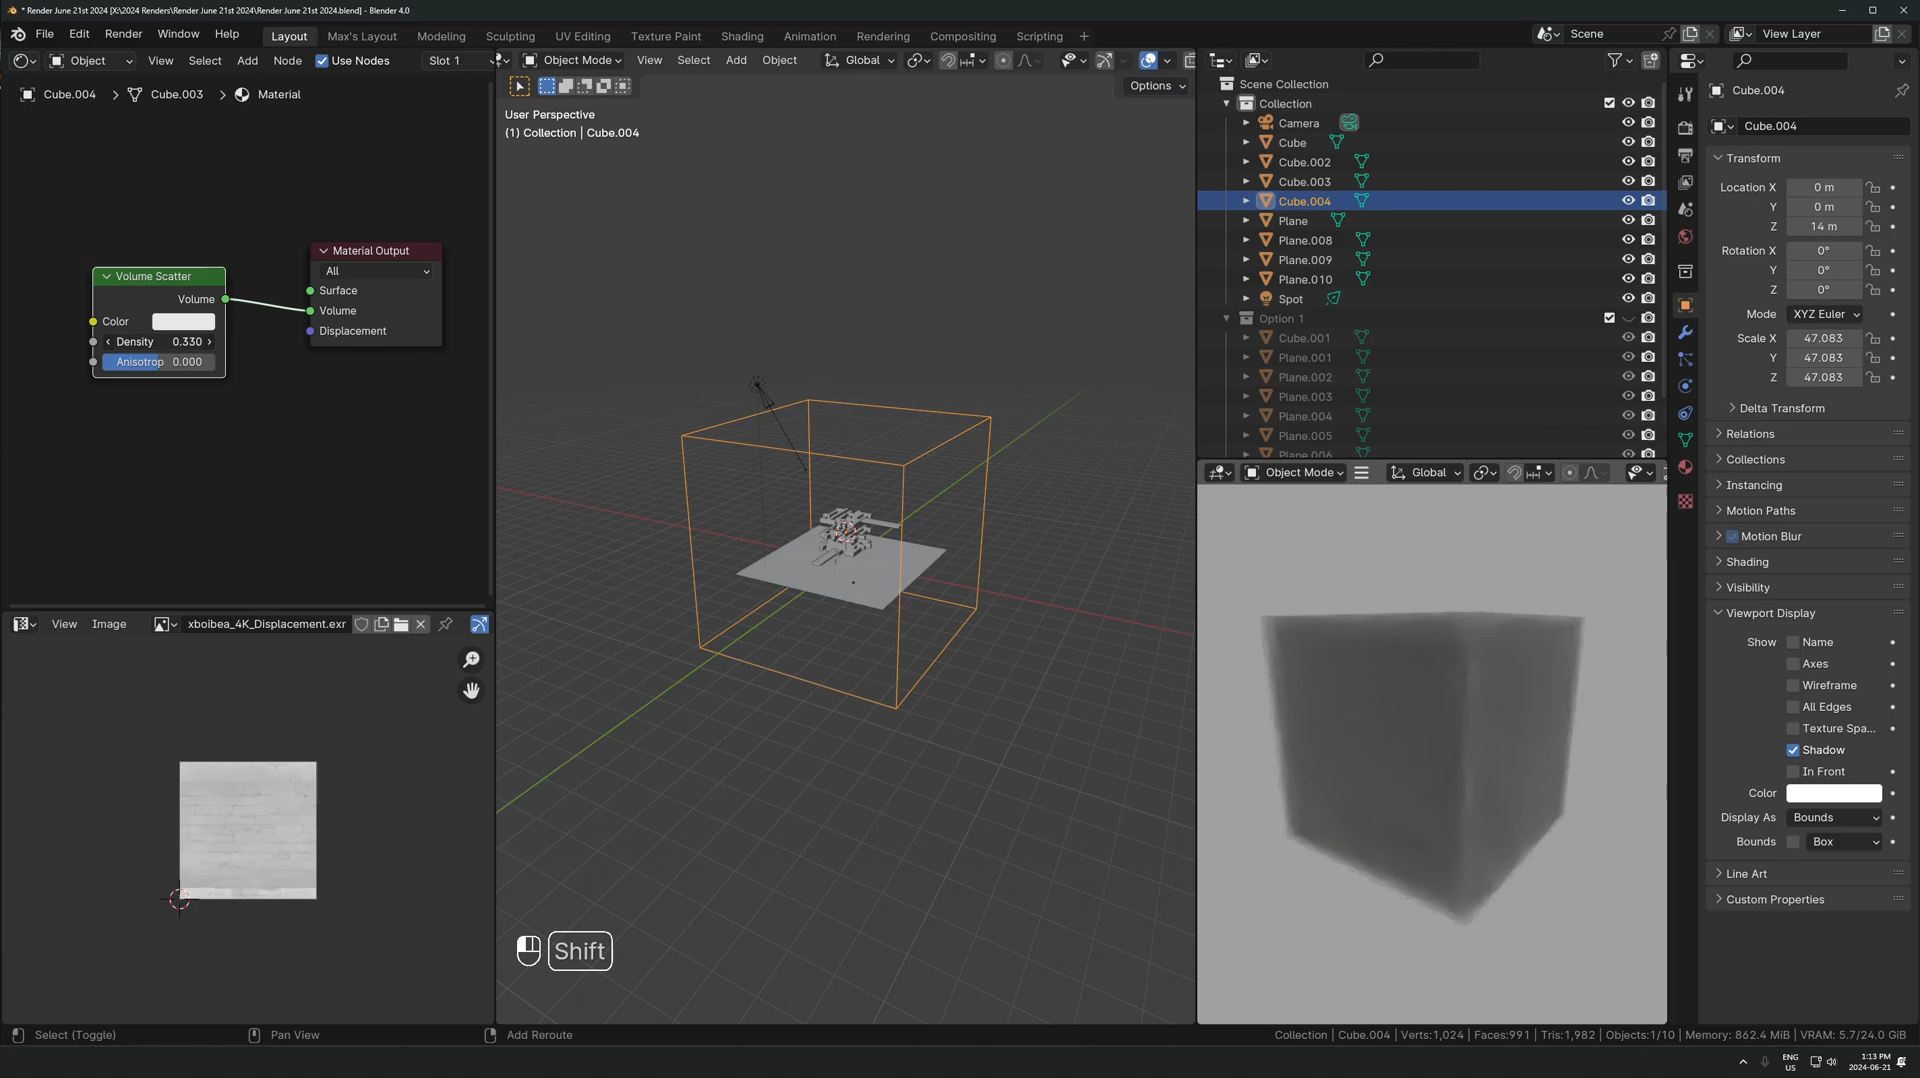 * Render June 21st 2024 [X:\2024 Renders\Render June 21st 2024\Render June 21st 2024.blend] - Blender 4.0
File Edit Render Window Help
Layout Max's Layout Modeling Sculpting UV Editing Texture Paint Shading Animation Rendering Compositing Scripting
Scene View Layer
Object View Select Add Node Use Nodes Slot 1
Cube.004 Cube.003 Material
Volume Scatter
Volume
Color
Density 0.330
Anisotrop 0.000
Material Output
All
Surface
Volume
Displacement
View Image xboibea_4K_Displacement.exr
Object Mode View Select Add Object Global
Options
User Perspective
(1) Collection | Cube.004
Shift
Scene Collection
Collection
Camera
Cube
Cube.002
Cube.003
Cube.004
Plane
Plane.008
Plane.009
Plane.010
Spot
Option 1
Cube.001
Plane.001
Plane.002
Plane.003
Plane.004
Plane.005
Plane.006
Object Mode Global
Cube.004
Cube.004
Transform
Location X 0 m
Y 0 m
Z 14 m
Rotation X 0°
Y 0°
Z 0°
Mode XYZ Euler
Scale X 47.083
Y 47.083
Z 47.083
Delta Transform
Relations
Collections
Instancing
Motion Paths
Motion Blur
Shading
Visibility
Viewport Display
Show Name
Axes
Wireframe
All Edges
Texture Spa...
Shadow
In Front
Color
Display As Bounds
Bounds Box
Line Art
Custom Properties
Select (Toggle) Pan View Add Reroute
Collection | Cube.004 | Verts:1,024 | Faces:991 | Tris:1,982 | Objects:1/10 | Memory: 862.4 MiB | VRAM: 5.7/24.0 GiB
ENG
US
1:13 PM
2024-06-21